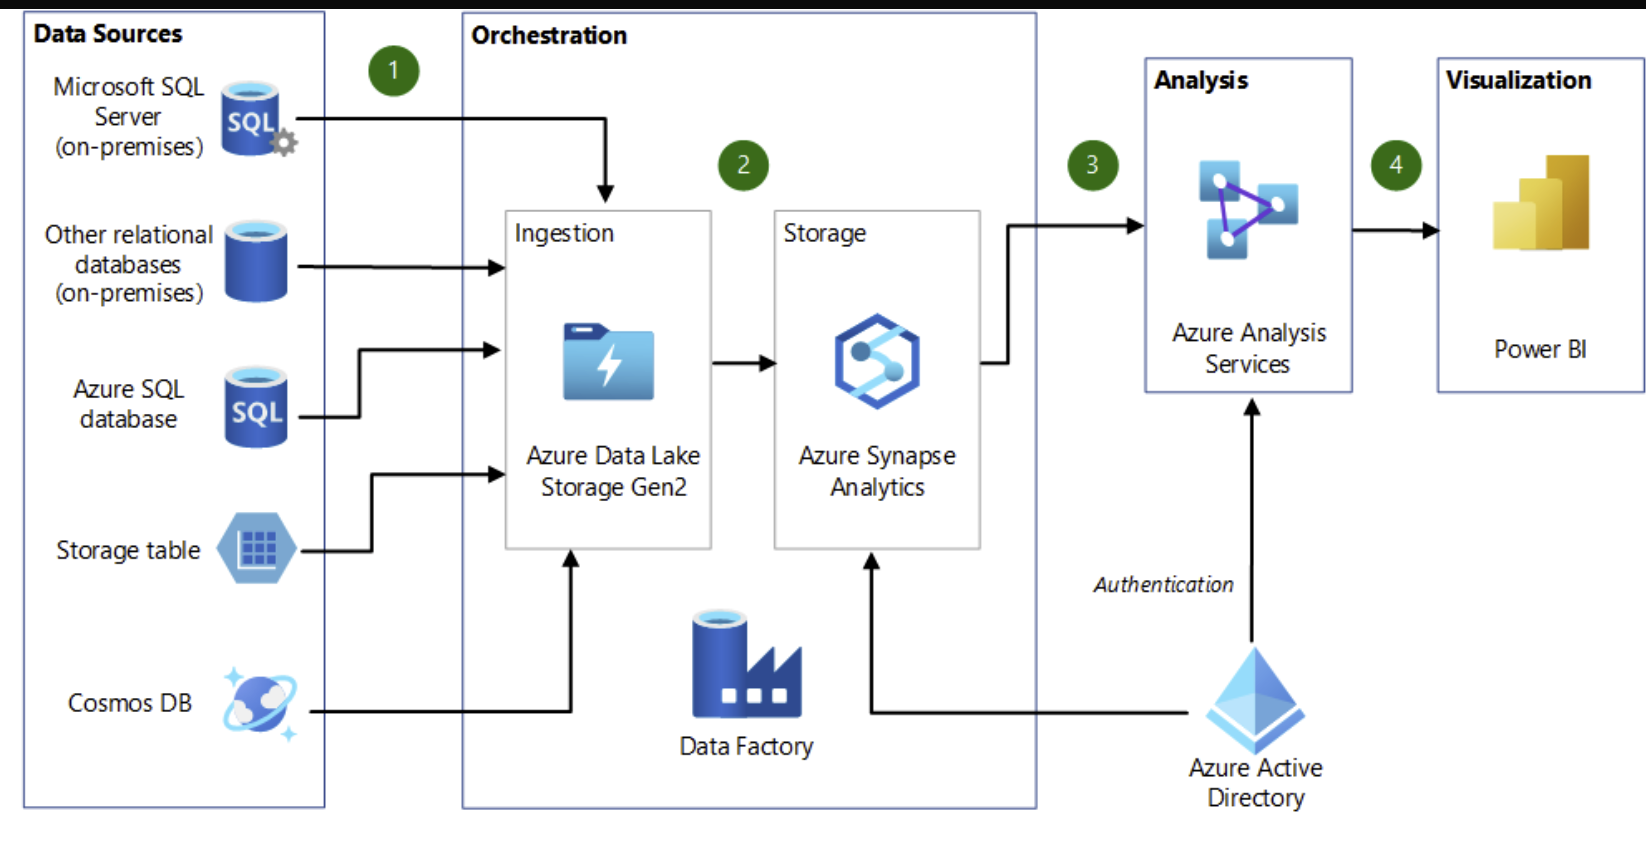 Data Sources
Microsoft SQL
Server
(on-premises)
SQL
Other relational
databases
(on-premises)
Azure SQL
database
SQL
Storage table
Cosmos DB
1
Orchestration
2
Ingestion
Azure Data Lake
Storage Gen2
Storage
Azure Synapse
Analytics
Data Factory
3
Analysis
Azure Analysis
Services
4
Visualization
Power BI
Authentication
Azure Active
Directory